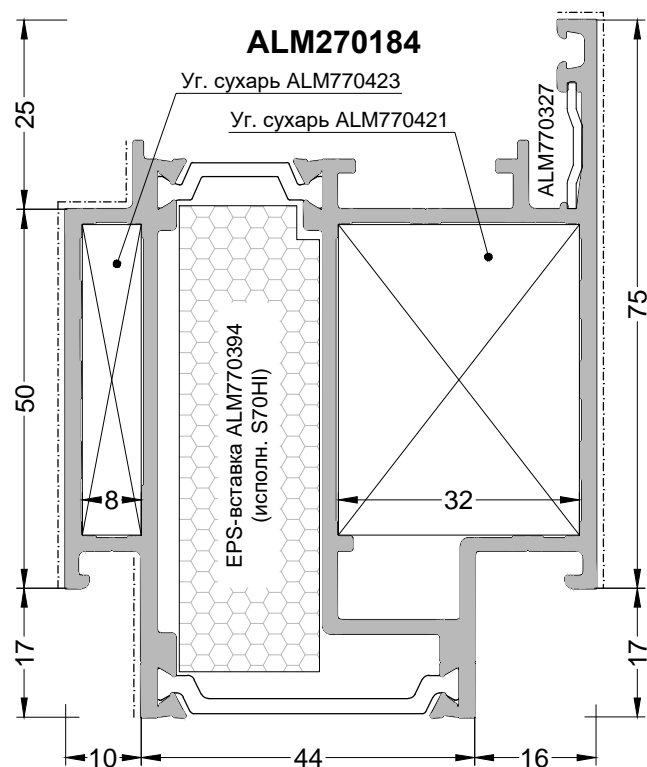 ALM270184
Уг. сухарь ALM770423
Уг. сухарь ALM770421
ALM770327
25
50
17
75
17
8
32
EPS-вставка ALM770394
(исполн. S70HI)
10
44
16